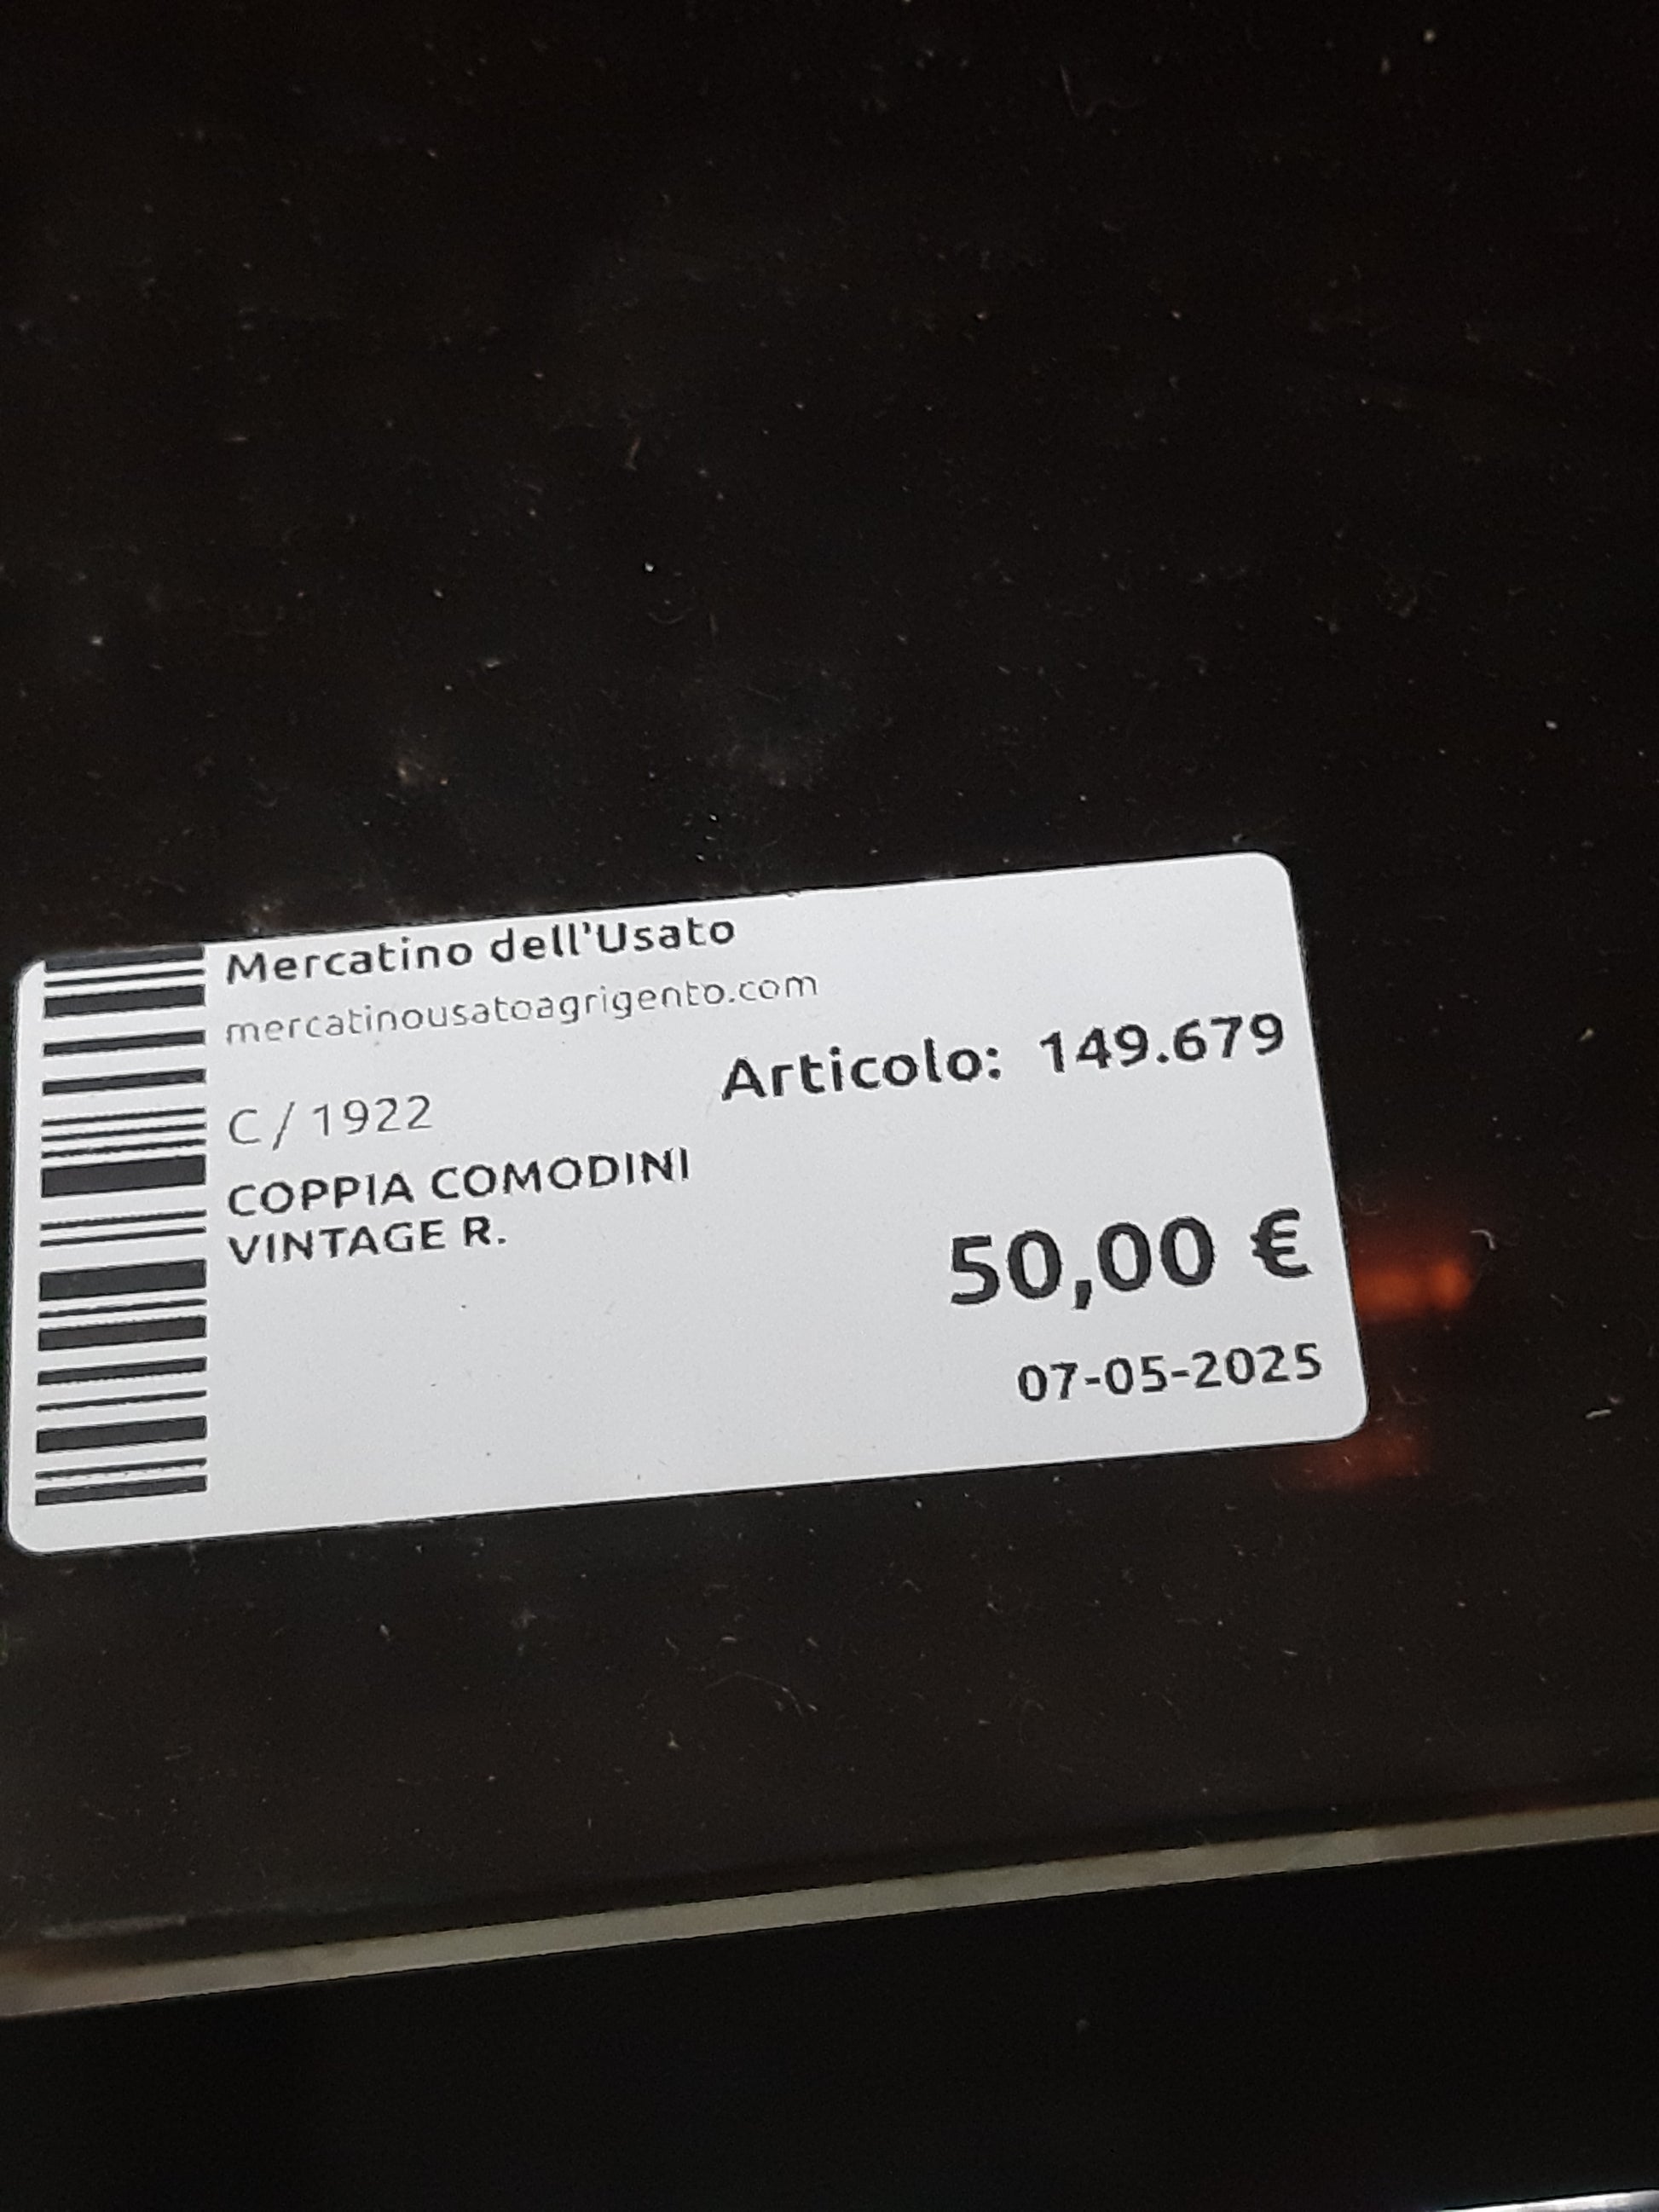 Mercatino dell'Usato
mercatinousatoagrigento.com
Articolo: 149.679
C / 1922
COPPIA COMODINI
VINTAGE R.
50,00 €
07-05-2025